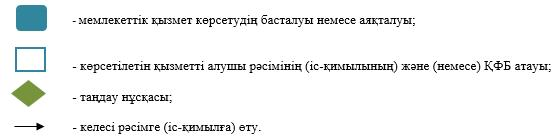 - мемлекеттік қызмет көрсетудің басталуы немесе аяқталуы;
- көрсетілетін қызметті алушы рәсімінің (іс-қимылының) және (немесе) ҚФБ атауы;
- таңдау нұсқасы;
- келесі рәсімге (іс-қимылға) өту.